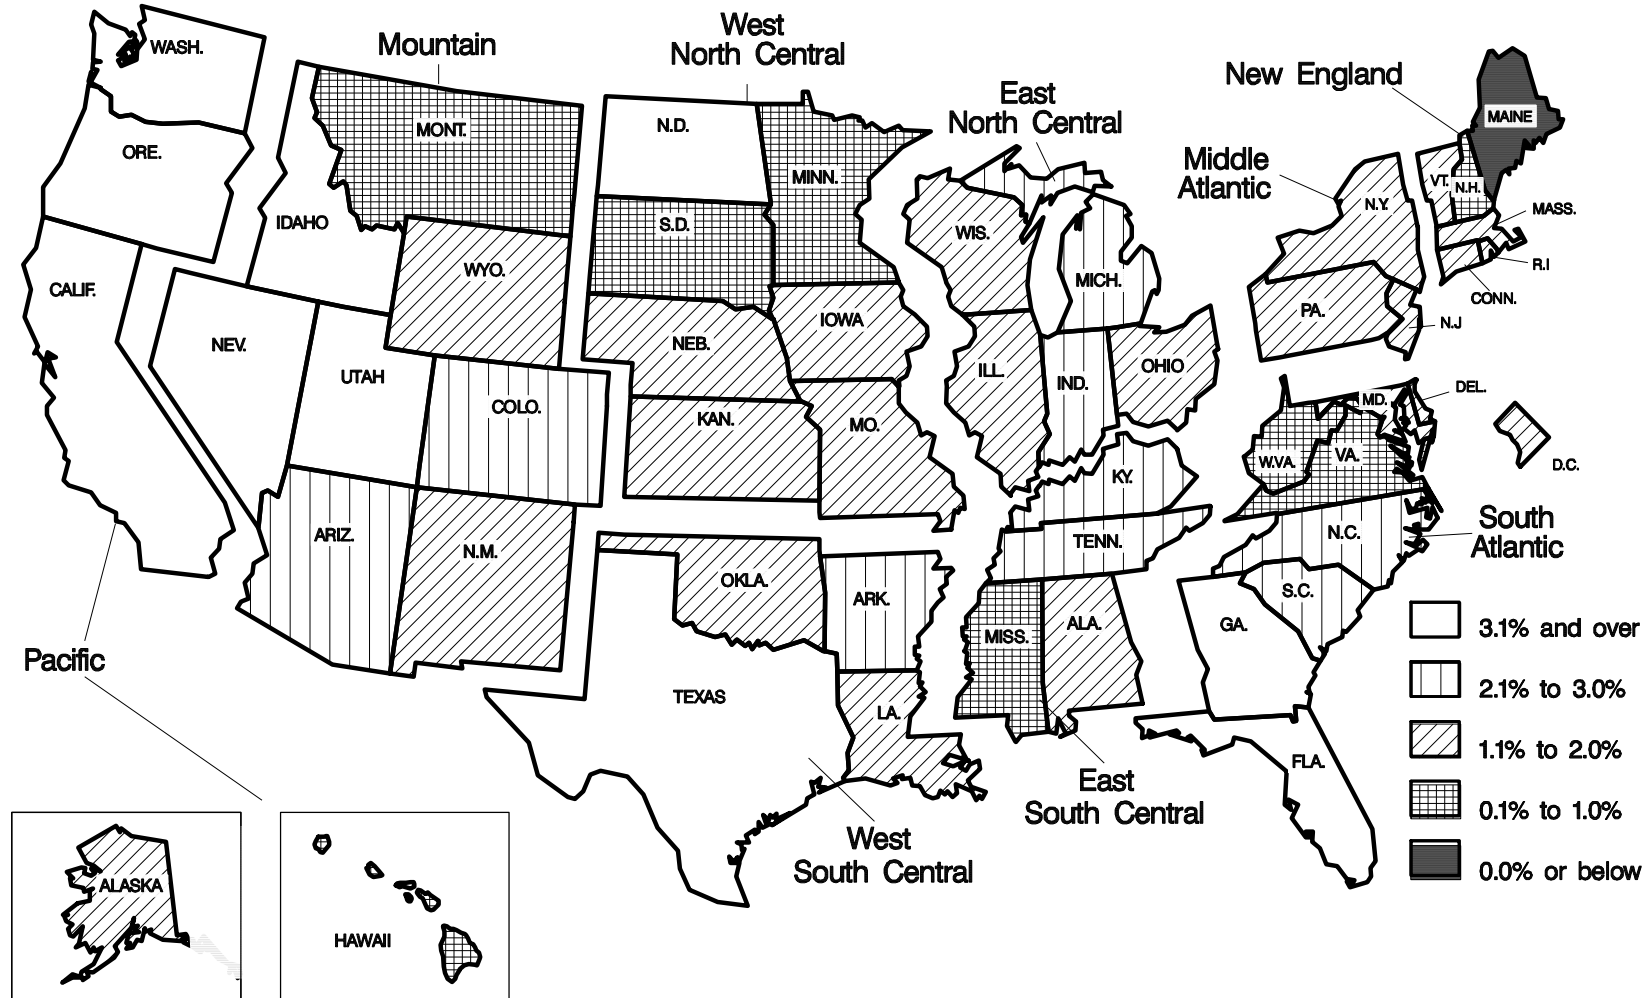 West
North Central
Mountain
WASH.
East
North Central
New England
MAINE
MONT.
N.D.
ORE.
MINN.
Middle
Atlantic
VT.
N.H.
N.Y.
MASS.
IDAHO
S.D.
WIS.
R.I
WYO.
MICH.
CALIF.
CONN.
PA.
IOWA
N.J
NEV.
NEB.
OHIO
ILL.
UTAH
IND.
DEL.
COLO.
MD.
KAN.
MO.
VA.
W.VA.
D.C.
KY.
South
Atlantic
ARIZ.
N.C.
TENN.
N.M.
OKLA.
S.C.
ARK.
GA.
ALA.
3.1% and over
MISS.
Pacific
2.1% to 3.0%
TEXAS
LA.
1.1% to 2.0%
FLA.
East
South Central
0.1% to 1.0%
West
South Central
0.0% or below
ALASKA
HAWAII